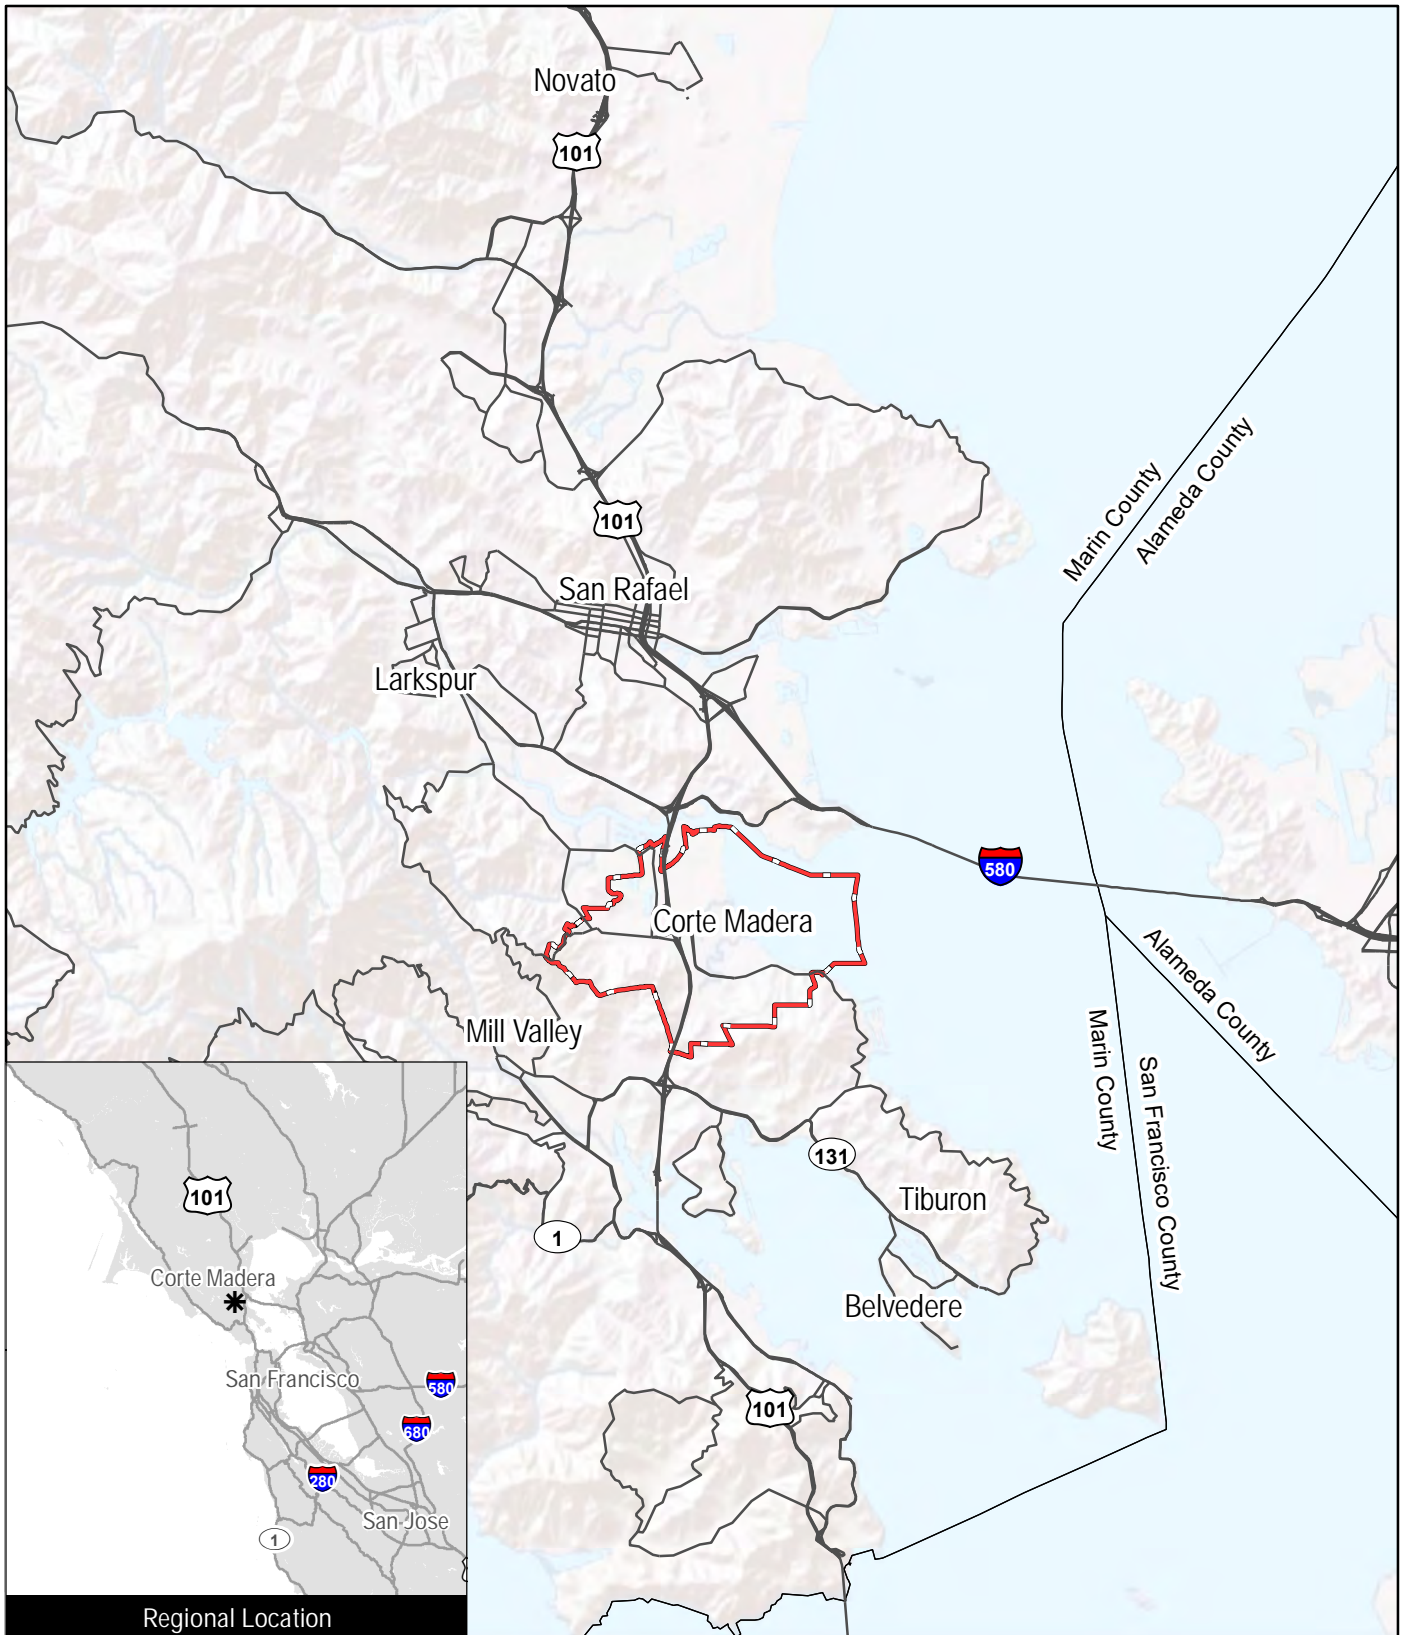 Novato
101
Marin County
Alameda County
101
San Rafael
Larkspur
580
Corte Madera
Alameda County
Mill Valley
Marin County
San Francisco County
131
Tiburon
1
Belvedere
101
101
Corte Madera
San Francisco
580
680
280
San Jose
1
Regional Location